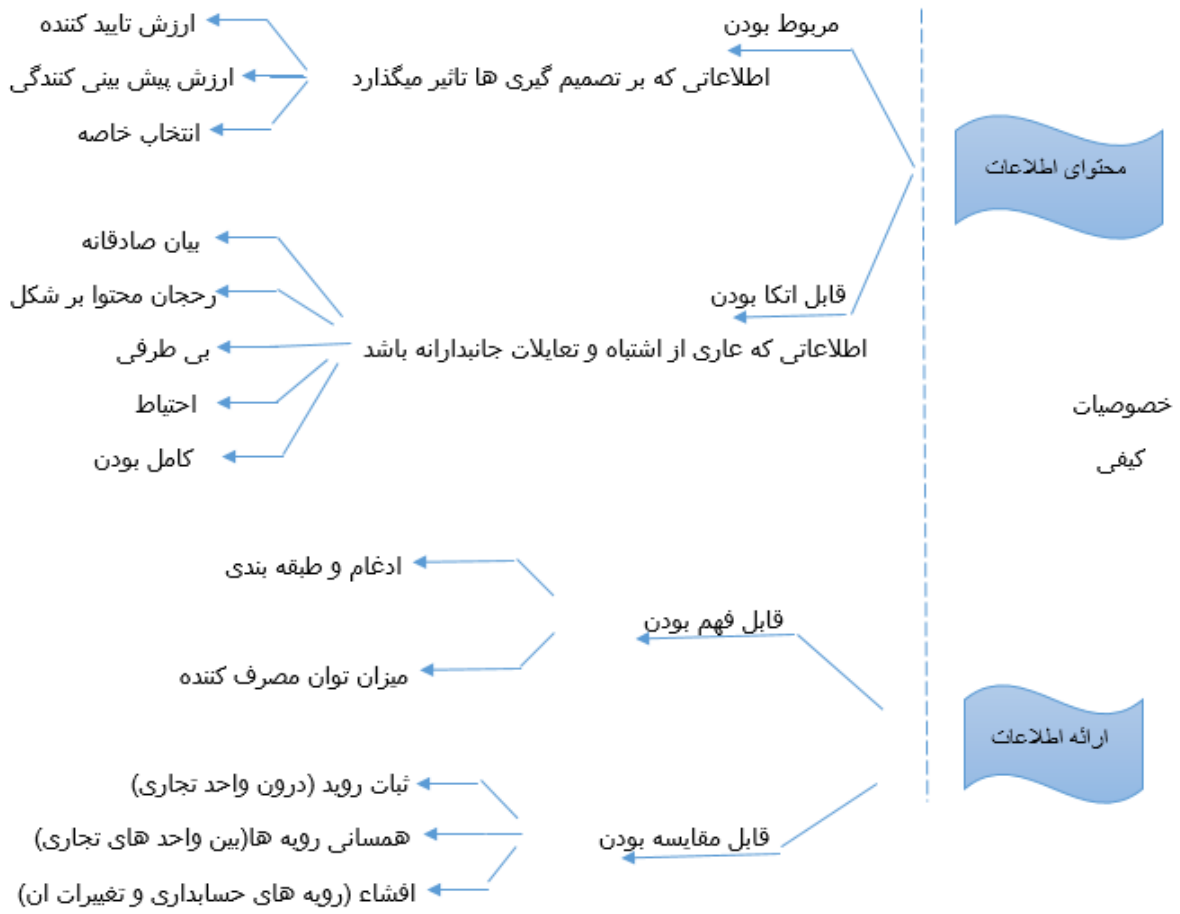 خصوصیات
کیفی
محتوای اطلاعات
مربوط بودن
اطلاعاتی که بر تصمیم گیری ها تاثیر میگذارد
ارزش تایید کننده
ارزش پیش بینی کنندگی
انتخاب خاصه
قابل اتکا بودن
اطلاعاتی که عاری از اشتباه و تعایلات جانبدارانه باشد
بیان صادقانه
رحجان محتوا بر شکل
بی طرفی
احتیاط
کامل بودن
ارائه اطلاعات
قابل فهم بودن
ادغام و طبقه بندی
میزان توان مصرف کننده
قابل مقایسه بودن
ثبات روید (درون واحد تجاری)
همسانی رویه ها(بین واحد های تجاری)
افشاء (رویه های حسابداری و تغییرات ان)